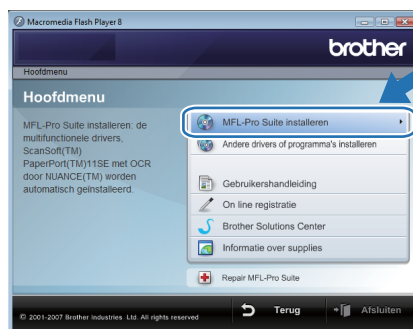 Macromedia Flash Player 8
brother
Hoofdmenu
Hoofdmenu
MFL-Pro Suite installeren: de
multifunctionele drivers,
ScanSoft(TM)
PaperPort(TM)11SE met OCR
door NUANCE(TM) worden
automatisch geïnstalleerd.
MFL-Pro Suite installeren
Andere drivers of programma's installeren
Gebruikershandleiding
On line registratie
Brother Solutions Center
Informatie over supplies
Repair MFL-Pro Suite
© 2001-2007 Brother Industries Ltd. All rights reserved
Terug
Afsluiten